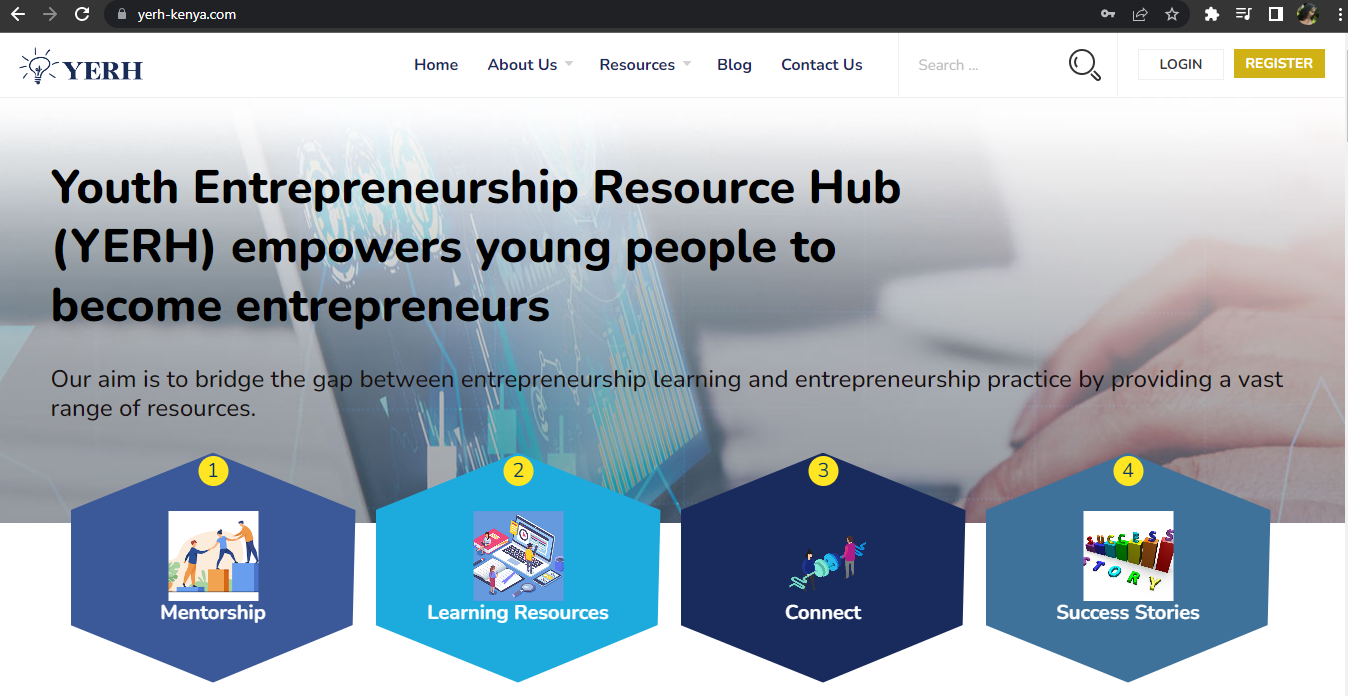 yerh-kenya.com
YERH
Home
About Us
Resources
Blog
Contact Us
Search ...
LOGIN
REGISTER
Youth Entrepreneurship Resource Hub
(YERH) empowers young people to
become entrepreneurs
Our aim is to bridge the gap between entrepreneurship learning and entrepreneurship practice by providing a vast
range of resources.
1
2
3
4
SUCCESS
STORY
Mentorship
Learning Resources
Connect
Success Stories